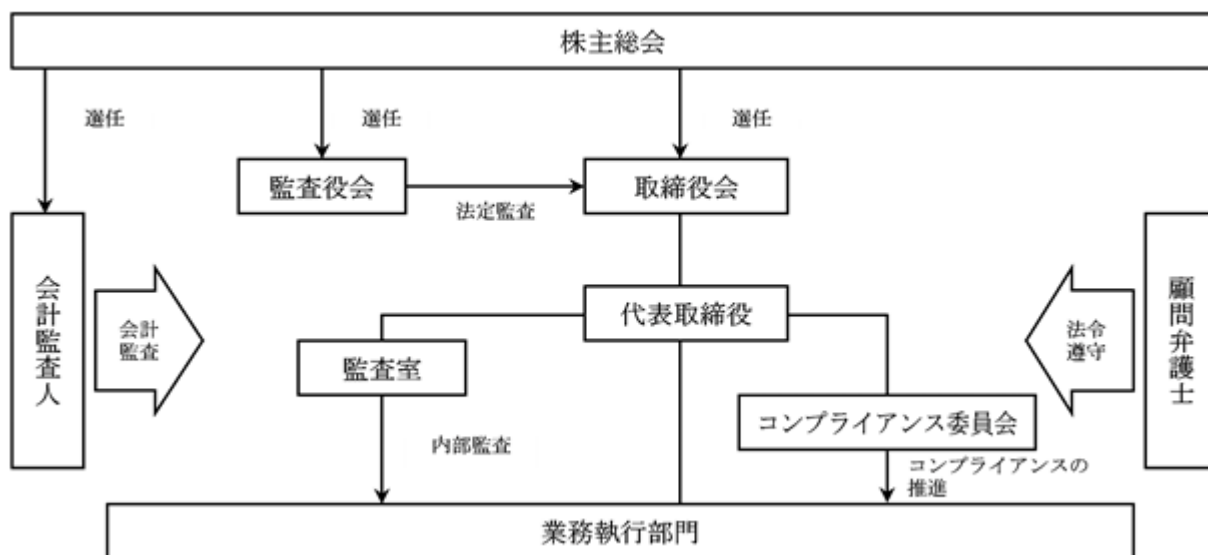 株主総会
選任
選任
選任
監査役会
取締役会
法定監査
会計監査人
会計
監査
代表取締役
法令
遵守
顧問弁護士
監査室
コンプライアンス委員会
内部監査
コンプライアンスの
推進
業務執行部門